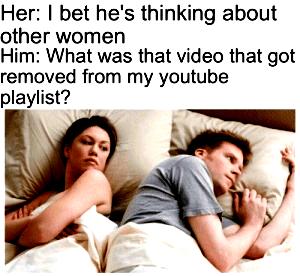 Her: I bet he's thinking about
other women
Him: What was that video that got
removed from my youtube
playlist?